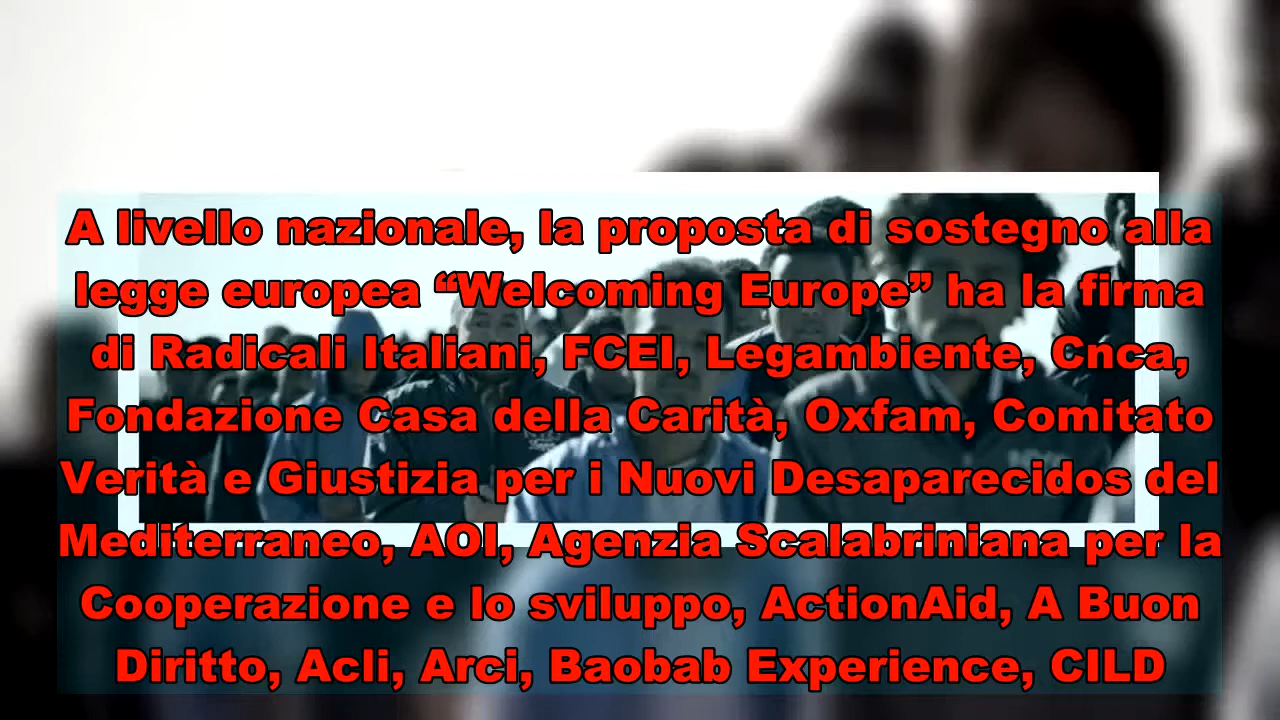 A livello nazionale, la proposta di sostegno alla
legge europea “Welcoming Europe” ha la firma
di Radicali Italiani, FCEI, Legambiente, Cnca,
Fondazione Casa della Carità, Oxfam, Comitato
Verità e Giustizia per i Nuovi Desaparecidos del
Mediterraneo, AOI, Agenzia Scalabriniana per la
Cooperazione e lo sviluppo, ActionAid, A Buon
Diritto, Acli, Arci, Baobab Experience, CILD